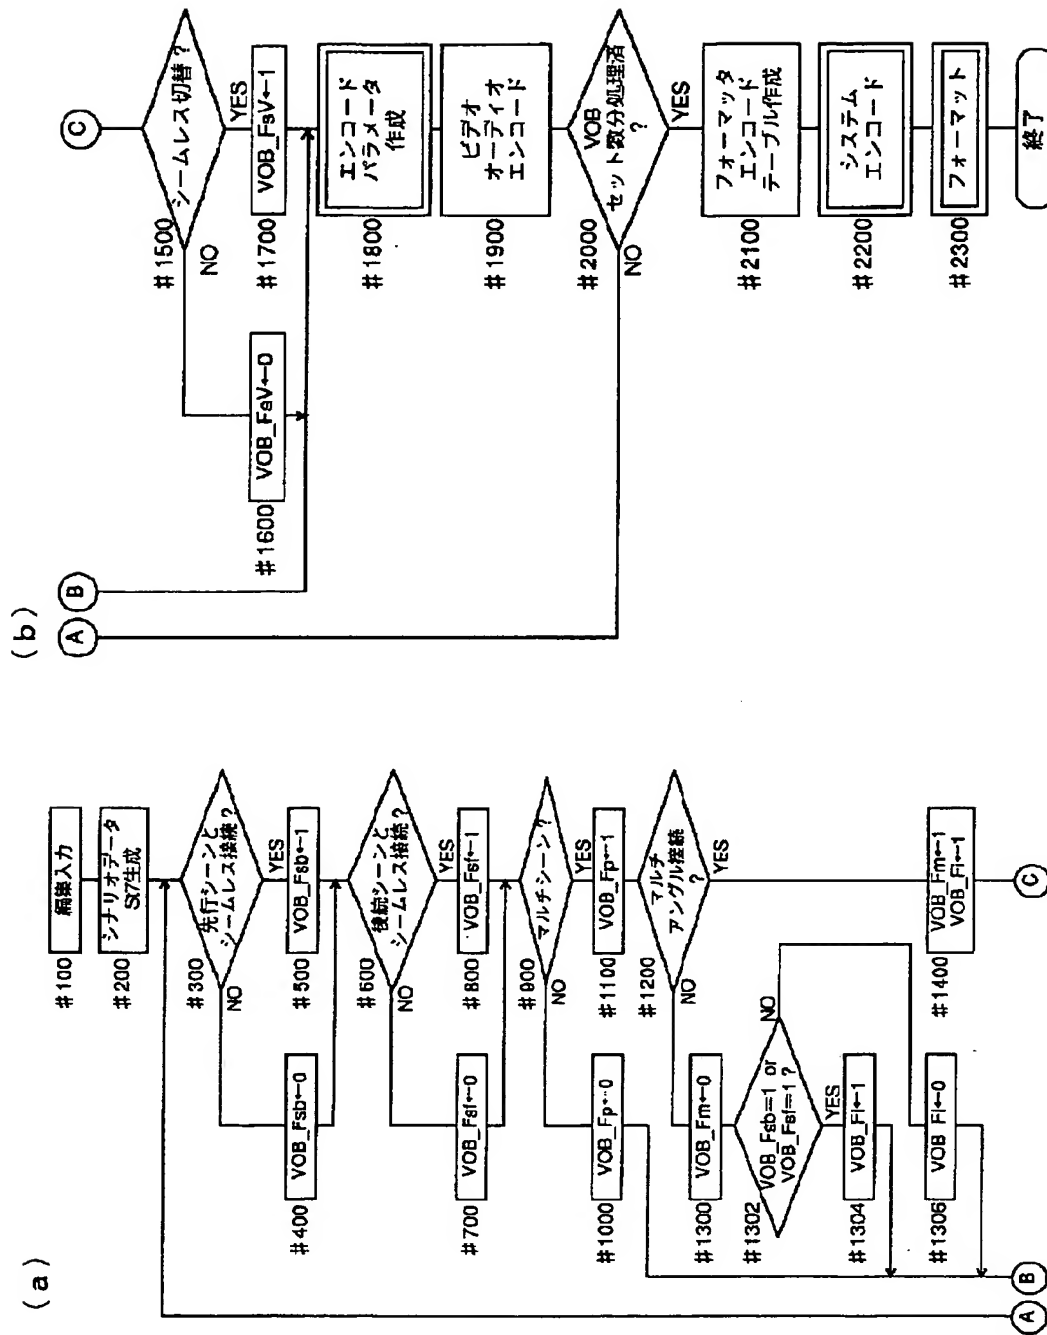 (a)
#100
編集入力
#200
シナリオデータ
St7生成
#300
先行シーンと
シームレス接続?
NO
YES
#400
VOB_Fsb←0
#500
VOB_Fsb←1
#600
後続シーンと
シームレス接続?
NO
YES
#700
VOB_Fsf←0
#800
VOB_Fsf←1
#900
マルチシーン?
NO
YES
#1000
VOB_Fp←0
#1100
VOB_Fp←1
#1200
マルチ
アングル接続
?
YES
#1300
VOB_Fm←0
#1302
VOB_Fsb=1 or
VOB_Fsf=1 ?
NO
YES
#1304
VOB_Fi←1
#1306
VOB_Fi←0
#1400
VOB_Fm←1
VOB_Fi←1
A
B
C
(b)
A
B
C
#1500
シームレス切替?
NO
YES
#1600
VOB_FsV←0
#1700
VOB_FsV←1
#1800
エンコード
パラメータ
作成
#1900
ビデオ
オーディオ
エンコード
#2000
VOB
セット数分処理済
?
NO
YES
#2100
フォーマッタ
エンコード
テーブル作成
#2200
システム
エンコード
#2300
フォーマット
終了